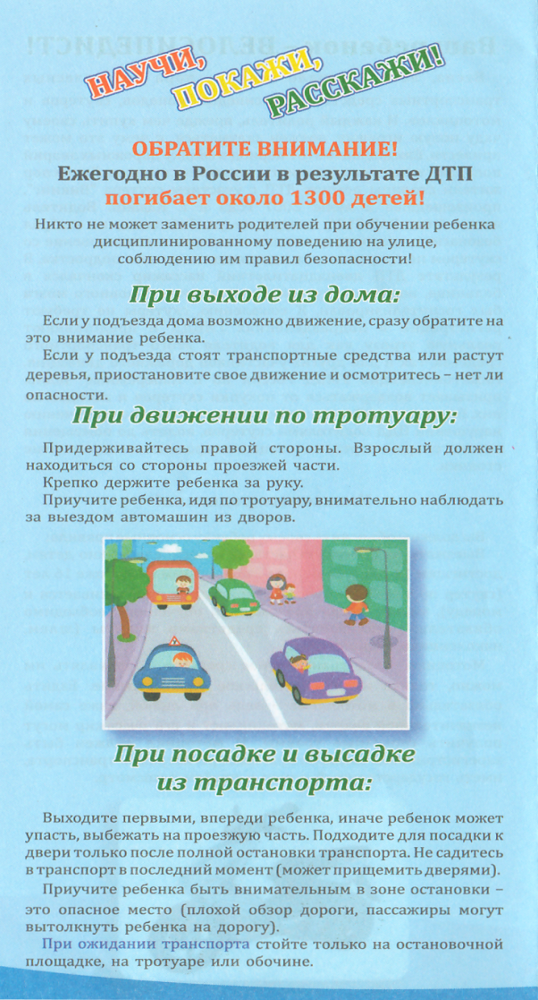 НАУЧИ,
ПОКАЖИ,
РАССКАЖИ!
ОБРАТИТЕ ВНИМАНИЕ!
Ежегодно в России в результате ДТП
погибает около 1300 детей!
Никто не может заменить родителей при обучении ребенка
дисциплинированному поведению на улице,
соблюдению им правил безопасности!
При выходе из дома:
Если у подъезда дома возможно движение, сразу обратите на
это внимание ребенка.
Если у подъезда стоят транспортные средства или растут
деревья, приостановите свое движение и осмотритесь – нет ли
опасности.
При движении по тротуару:
Придерживайтесь правой стороны. Взрослый должен
находиться со стороны проезжей части.
Крепко держите ребенка за руку.
Приучите ребенка, идя по тротуару, внимательно наблюдать
за выездом автомашин из дворов.
При посадке и высадке
из транспорта:
Выходите первыми, впереди ребенка, иначе ребенок может
упасть, выбежать на проезжую часть. Подходите для посадки к
двери только после полной остановки транспорта. Не садитесь
в транспорт в последний момент (может прищемить дверями).
Приучите ребенка быть внимательным в зоне остановки –
это опасное место (плохой обзор дороги, пассажиры могут
вытолкнуть ребенка на дорогу).
При ожидании транспорта стойте только на остановочной
площадке, на тротуаре или обочине.